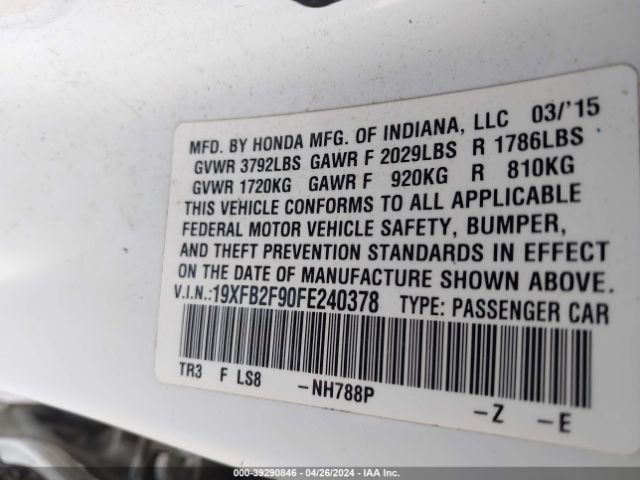 MFD. BY HONDA MFG. OF INDIANA, LLC 03/'15
GVWR 3792LBS GAWR F 2029LBS R 1786LBS
GVWR 1720KG GAWR F 920KG R 810KG
THIS VEHICLE CONFORMS TO ALL APPLICABLE
FEDERAL MOTOR VEHICLE SAFETY, BUMPER,
AND THEFT PREVENTION STANDARDS IN EFFECT
ON THE DATE OF MANUFACTURE SHOWN ABOVE.
V.I.N.:19XFB2F90FE240378 TYPE: PASSENGER CAR
TR3 F LS8 -NH788P -Z -E
000-39290846 - 04/26/2024 - IAA Inc.